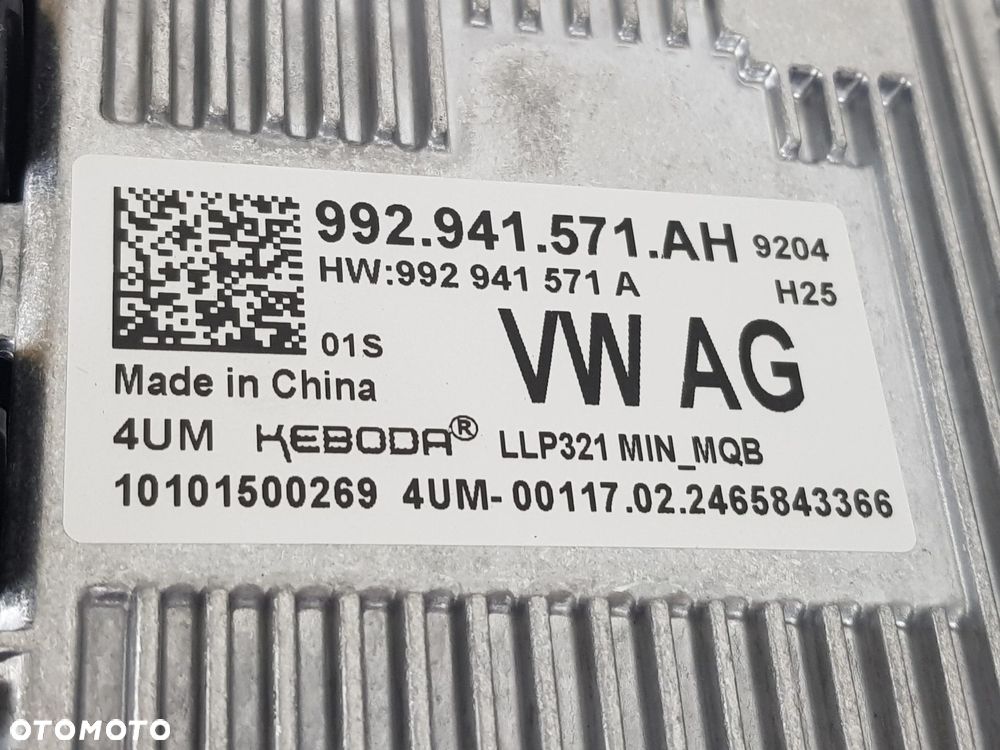 992.941.571.AH 9204
HW:992 941 571 A H25
01S VW AG
Made in China
4UM KEBODA® LLP321 MIN_MQB
10101500269 4UM-00117.02.2465843366
OTOMOTO